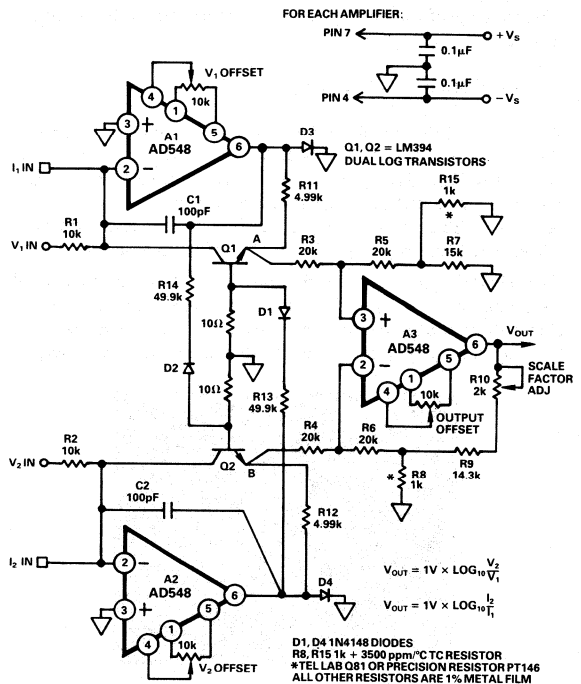 FOR EACH AMPLIFIER:
PIN 7
+ VS
0.1µF
0.1µF
PIN 4
− VS
V1 OFFSET
4
1
10k
5
3
+
A1
AD548
6
2
−
D3
Q1, Q2 = LM394
DUAL LOG TRANSISTORS
I1 IN
C1
100pF
R11
4.99k
R15
1k
*
R1
10k
V1 IN
Q1
A
R3
20k
R5
20k
R7
15k
R14
49.9k
10Ω
D1
3
+
A3
AD548
6
VOUT
2
−
5
1
4
10k
OUTPUT
OFFSET
R10
2k
SCALE
FACTOR
ADJ
D2
10Ω
R13
49.9k
R2
10k
V2 IN
Q2
B
R4
20k
R6
20k
*
R8
1k
R9
14.3k
C2
100pF
R12
4.99k
I2 IN
2
−
A2
AD548
6
D4
3
+
5
1
4
10k
V2 OFFSET
VOUT = 1V × LOG10 V2/V1
VOUT = 1V × LOG10 I2/I1
D1, D4 1N4148 DIODES
R8, R15 1k + 3500 ppm/°C TC RESISTOR
*TEL LAB Q81 OR PRECISION RESISTOR PT146
ALL OTHER RESISTORS ARE 1% METAL FILM